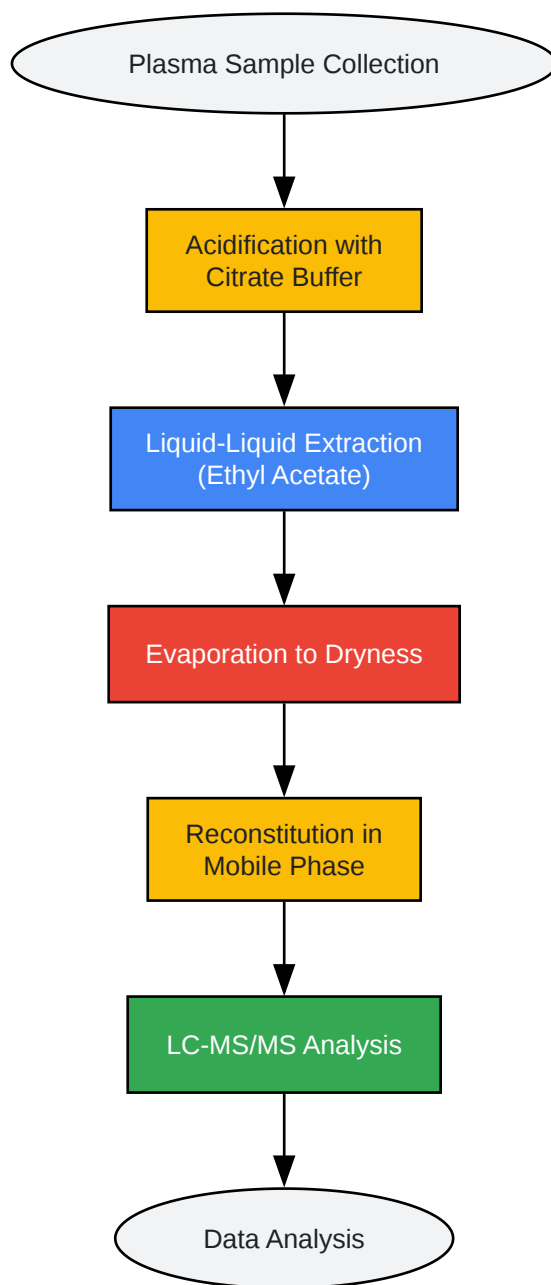 Plasma Sample Collection
Acidification with
Citrate Buffer
Liquid-Liquid Extraction
(Ethyl Acetate)
Evaporation to Dryness
Reconstitution in
Mobile Phase
LC-MS/MS Analysis
Data Analysis